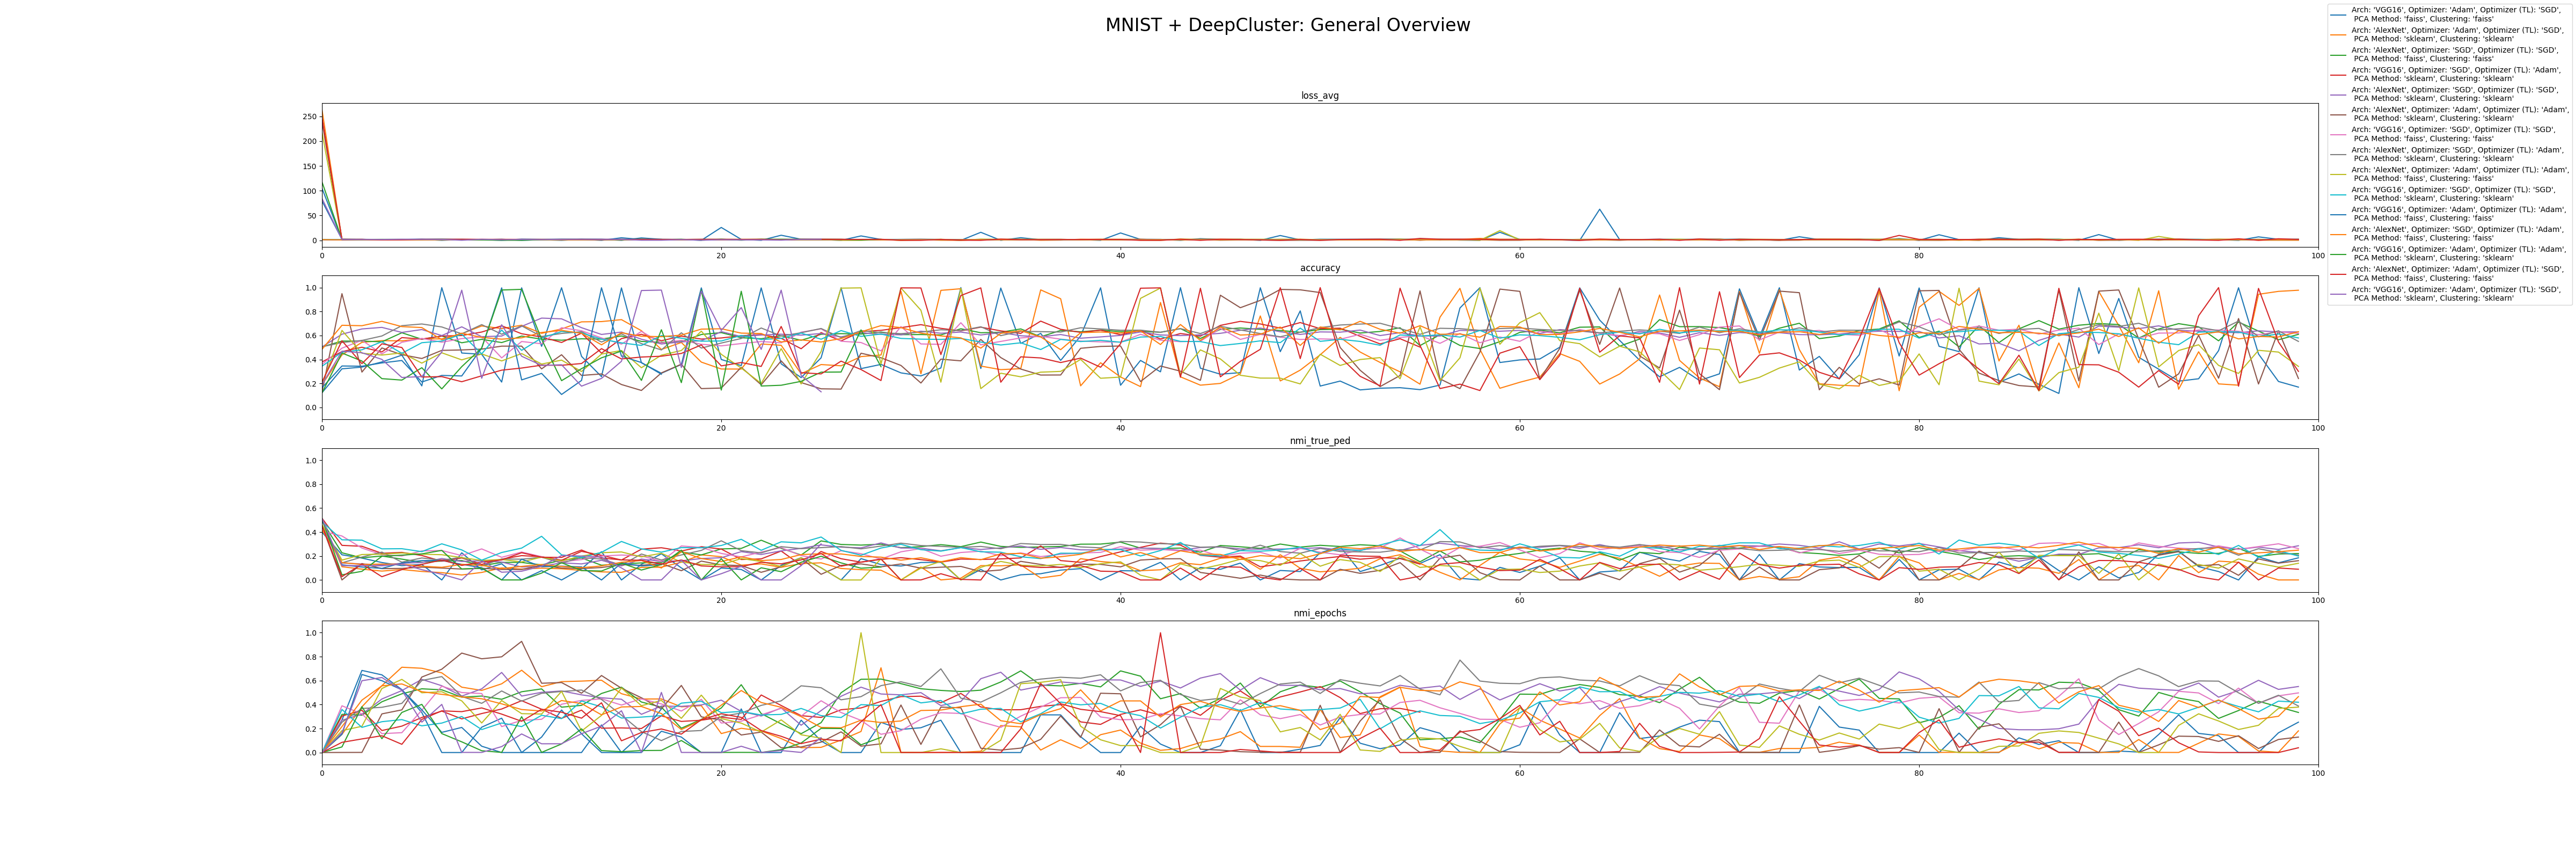 MNIST + DeepCluster: General Overview
Arch: 'VGG16', Optimizer: 'Adam', Optimizer (TL): 'SGD',
PCA Method: 'faiss', Clustering: 'faiss'
Arch: 'AlexNet', Optimizer: 'Adam', Optimizer (TL): 'SGD',
PCA Method: 'sklearn', Clustering: 'sklearn'
Arch: 'AlexNet', Optimizer: 'SGD', Optimizer (TL): 'SGD',
PCA Method: 'faiss', Clustering: 'faiss'
Arch: 'VGG16', Optimizer: 'SGD', Optimizer (TL): 'Adam',
PCA Method: 'sklearn', Clustering: 'sklearn'
Arch: 'AlexNet', Optimizer: 'SGD', Optimizer (TL): 'SGD',
PCA Method: 'sklearn', Clustering: 'sklearn'
Arch: 'AlexNet', Optimizer: 'Adam', Optimizer (TL): 'Adam',
PCA Method: 'sklearn', Clustering: 'sklearn'
Arch: 'VGG16', Optimizer: 'SGD', Optimizer (TL): 'SGD',
PCA Method: 'faiss', Clustering: 'faiss'
Arch: 'AlexNet', Optimizer: 'SGD', Optimizer (TL): 'Adam',
PCA Method: 'sklearn', Clustering: 'sklearn'
Arch: 'AlexNet', Optimizer: 'Adam', Optimizer (TL): 'Adam',
PCA Method: 'faiss', Clustering: 'faiss'
Arch: 'VGG16', Optimizer: 'SGD', Optimizer (TL): 'SGD',
PCA Method: 'sklearn', Clustering: 'sklearn'
Arch: 'VGG16', Optimizer: 'Adam', Optimizer (TL): 'Adam',
PCA Method: 'faiss', Clustering: 'faiss'
Arch: 'AlexNet', Optimizer: 'SGD', Optimizer (TL): 'Adam',
PCA Method: 'faiss', Clustering: 'faiss'
Arch: 'VGG16', Optimizer: 'Adam', Optimizer (TL): 'Adam',
PCA Method: 'sklearn', Clustering: 'sklearn'
Arch: 'AlexNet', Optimizer: 'Adam', Optimizer (TL): 'SGD',
PCA Method: 'faiss', Clustering: 'faiss'
Arch: 'VGG16', Optimizer: 'Adam', Optimizer (TL): 'SGD',
PCA Method: 'sklearn', Clustering: 'sklearn'
loss_avg
250
200
150
100
50
0
0 20 40 60 80 100
accuracy
1.0
0.8
0.6
0.4
0.2
0.0
0 20 40 60 80 100
nmi_true_ped
1.0
0.8
0.6
0.4
0.2
0.0
0 20 40 60 80 100
nmi_epochs
1.0
0.8
0.6
0.4
0.2
0.0
0 20 40 60 80 100